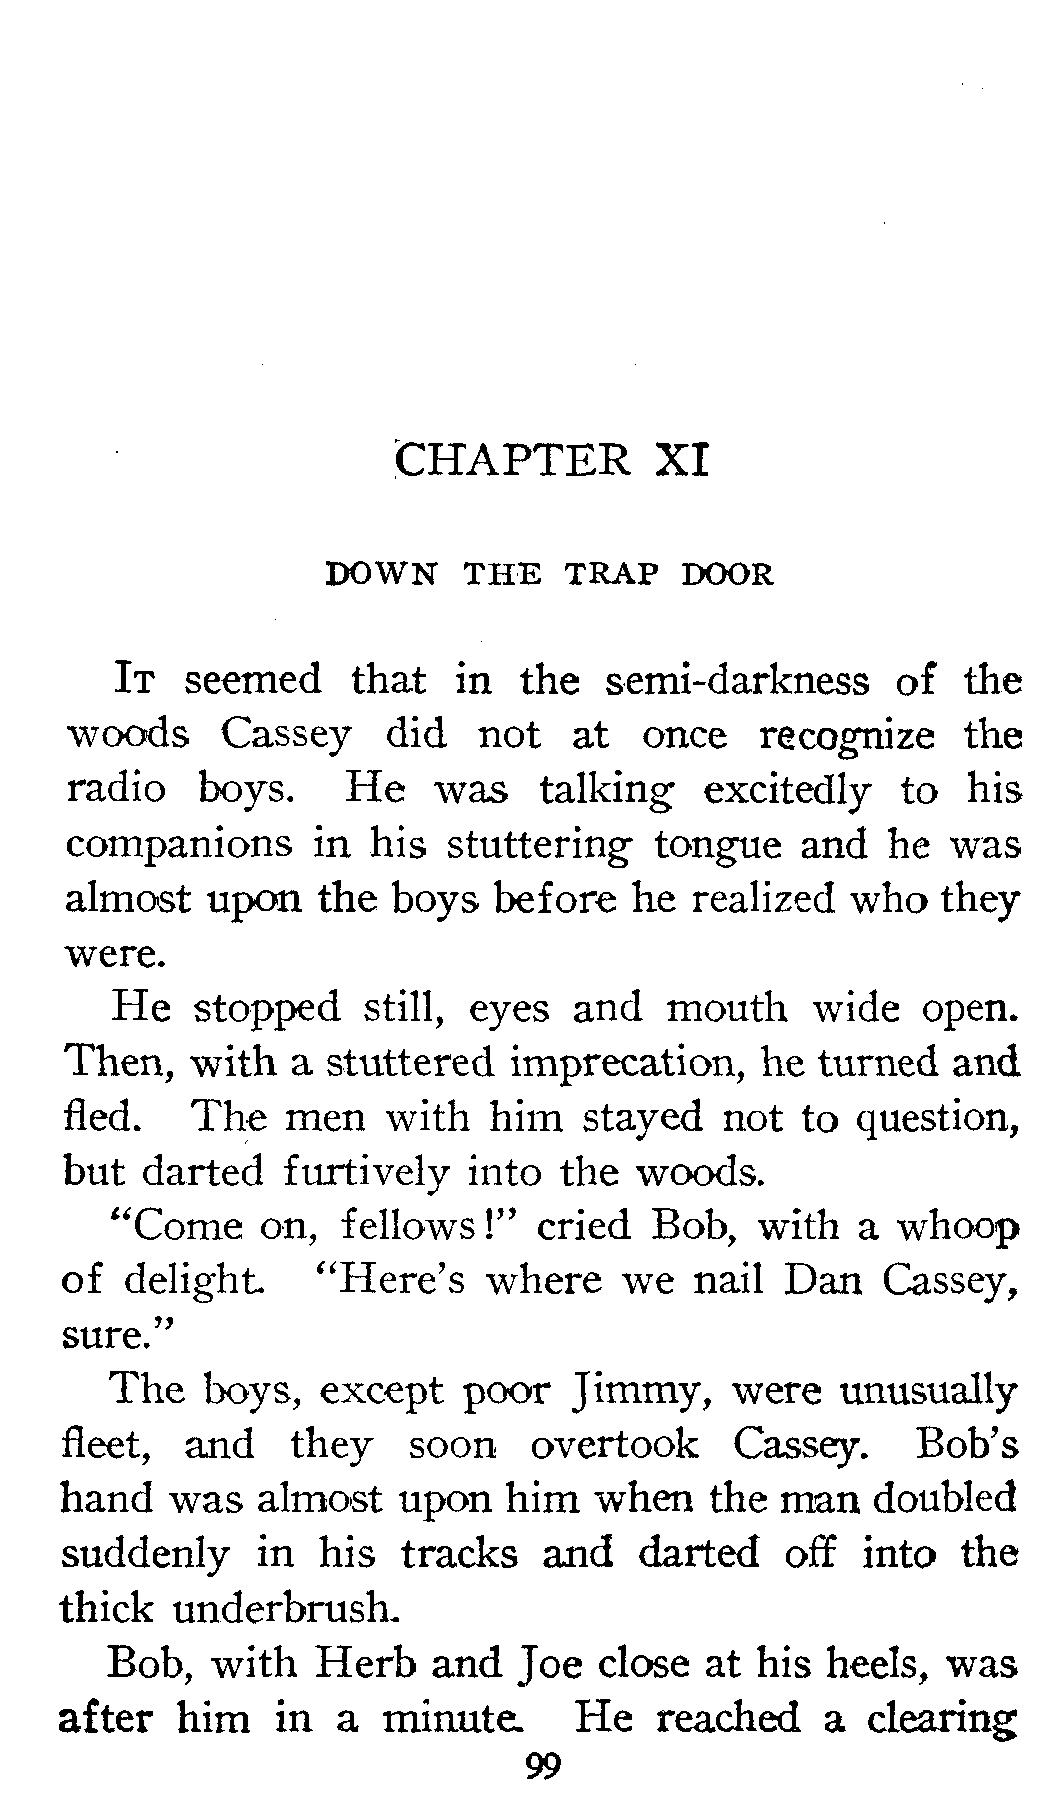 CHAPTER XI
DOWN THE TRAP DOOR
It seemed that in the semi-darkness of the
woods Cassey did not at once recognize the
radio boys. He was talking excitedly to his
companions in his stuttering tongue and he was
almost upon the boys before he realized who they
were.
He stopped still, eyes and mouth wide open.
Then, with a stuttered imprecation, he turned and
fled. The men with him stayed not to question,
but darted furtively into the woods.
“Come on, fellows!” cried Bob, with a whoop
of delight. “Here’s where we nail Dan Cassey,
sure.”
The boys, except poor Jimmy, were unusually
fleet, and they soon overtook Cassey. Bob’s
hand was almost upon him when the man doubled
suddenly in his tracks and darted off into the
thick underbrush.
Bob, with Herb and Joe close at his heels, was
after him in a minute. He reached a clearing
99